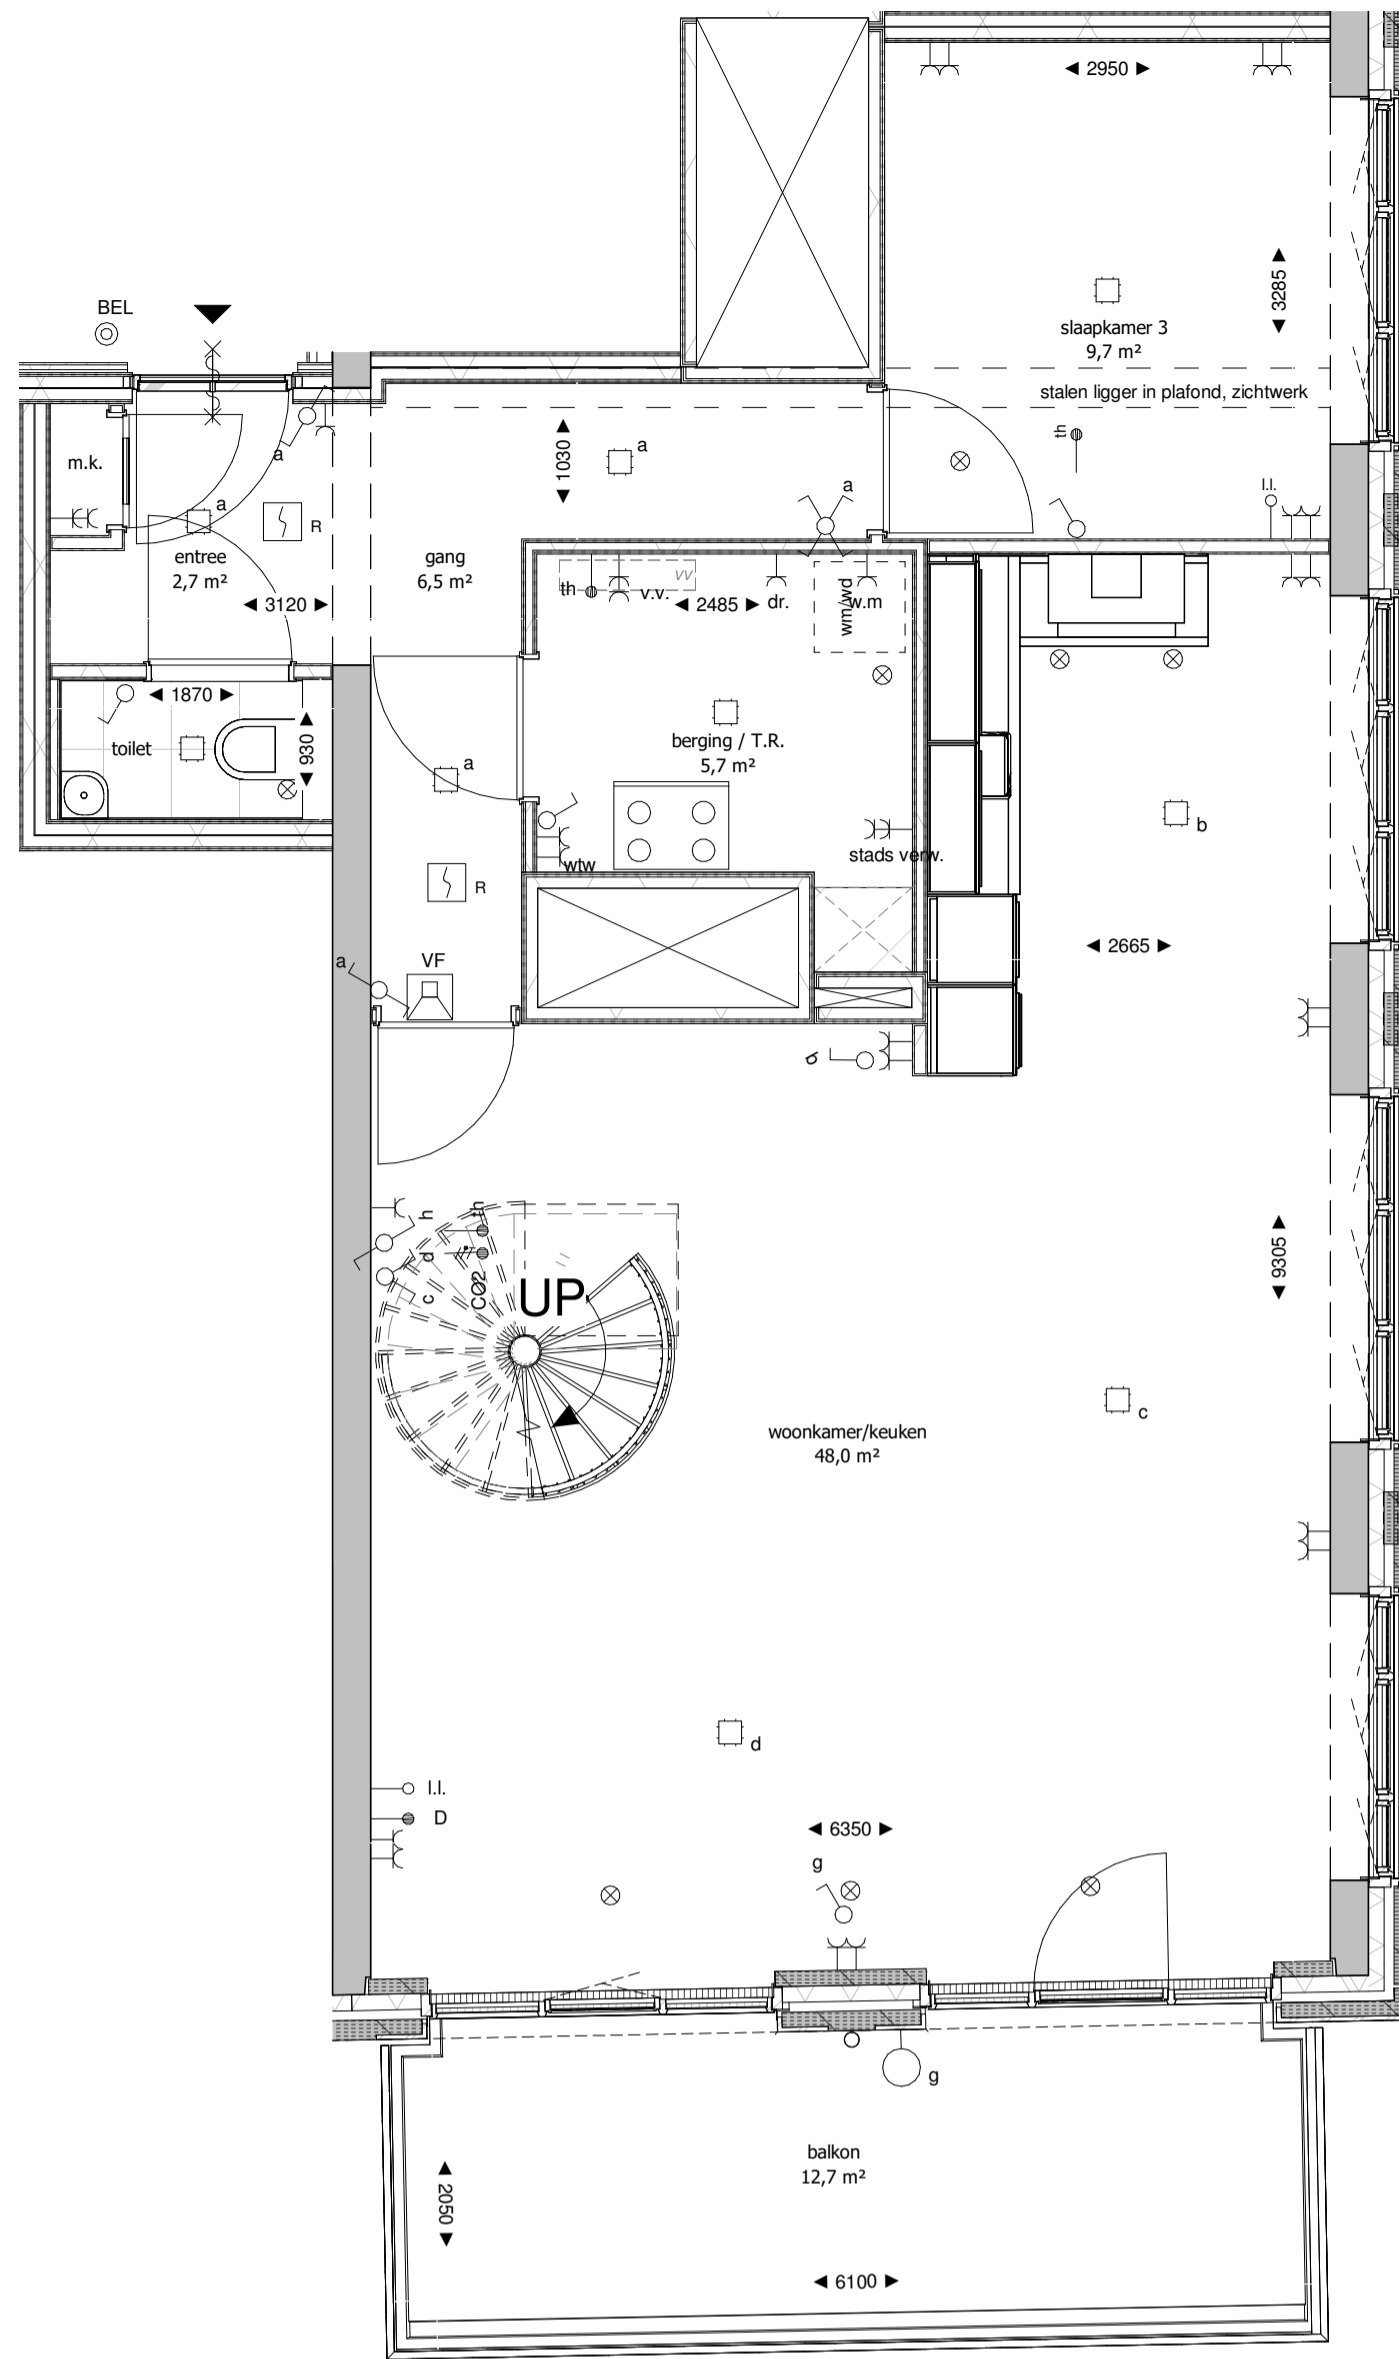 ◄ 2950 ►
BEL
◄ 3285 ►
slaapkamer 3
9,7 m²
stalen ligger in plafond, zichtwerk
th
a
m.k.
◄ 1030 ►
a
a
l.l.
a
R
entree
2,7 m²
gang
6,5 m²
◄ 3120 ►
th
v.v.
vv
◄ 2485 ►
dr.
wm/wd
w.m
◄ 1870 ►
toilet
◄ 930 ►
berging / T.R.
5,7 m²
a
b
wtw
stads verw.
R
a
VF
◄ 2665 ►
b
h
th
d
c
CO2
UP
◄ 9305 ►
woonkamer/keuken
48,0 m²
c
d
l.l.
D
◄ 6350 ►
g
g
balkon
12,7 m²
◄ 2050 ►
◄ 6100 ►